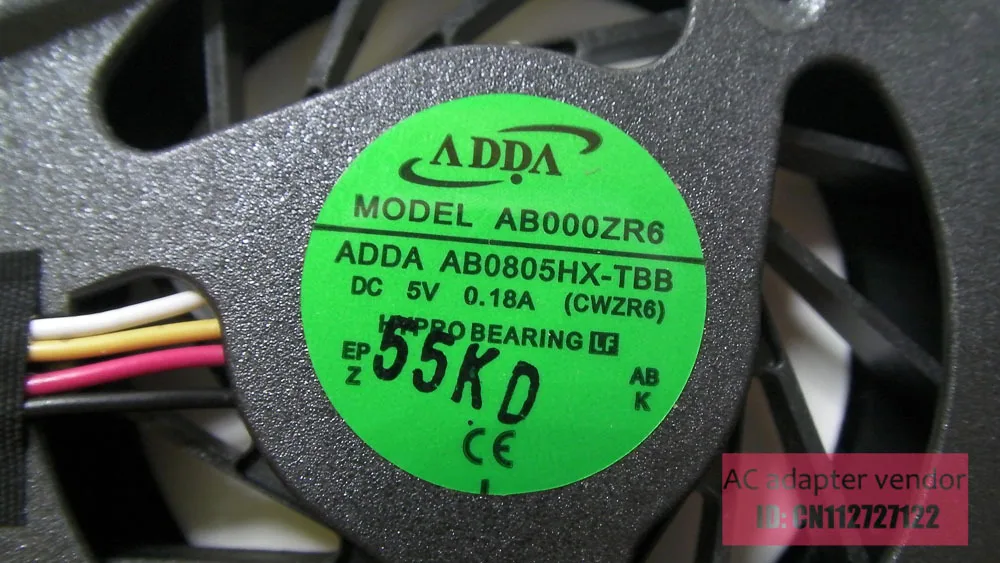 ADDA
MODEL AB000ZR6
ADDA AB0805HX-TBB
DC 5V 0.18A (CWZR6)
HYPRO BEARING LF
EP 55KD AB
Z K
CE
AC adapter vendor
ID: CN112727122